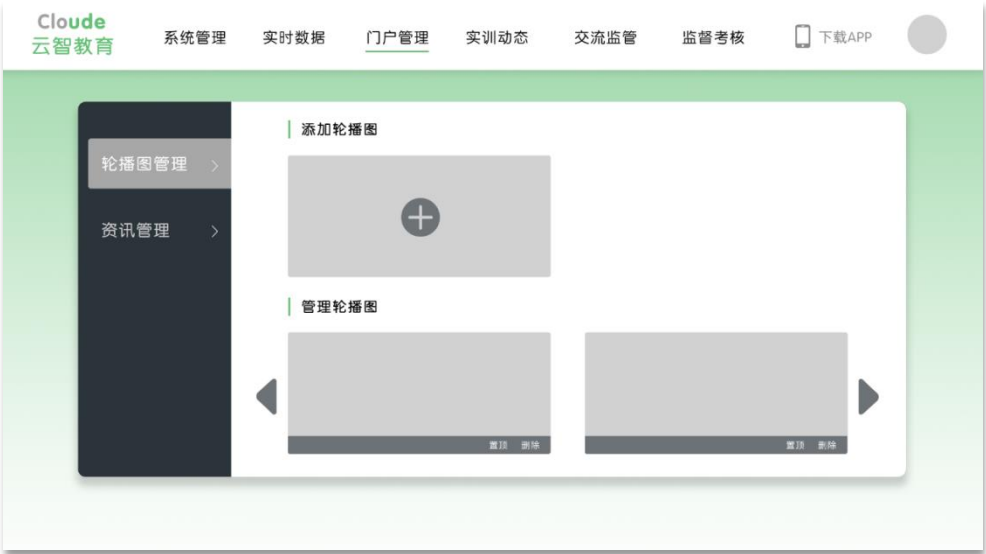 Cloude
云智教育
系统管理 实时数据 门户管理 实训动态 交流监管 监督考核 下载APP
轮播图管理
资讯管理
添加轮播图
管理轮播图
置顶 删除
置顶 删除